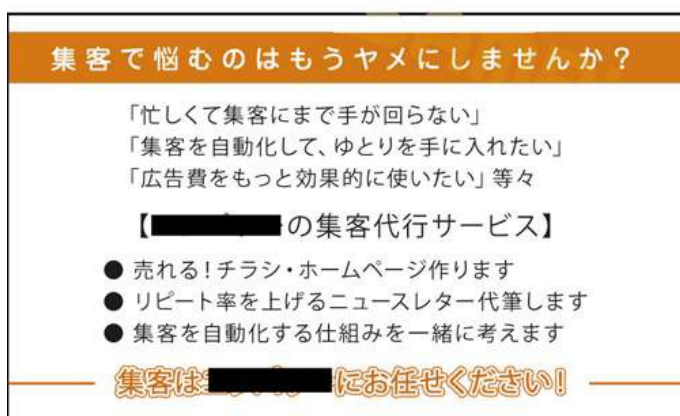 集客で悩むのはもうヤメにしませんか？
「忙しくて集客にまで手が回らない」
「集客を自動化して、ゆとりを手に入れたい」
「広告費をもっと効果的に使いたい」等々
【の集客代行サービス】
● 売れる！チラシ・ホームページ作ります
● リピート率を上げるニュースレター代筆します
● 集客を自動化する仕組みを一緒に考えます
集客はにお任せください！